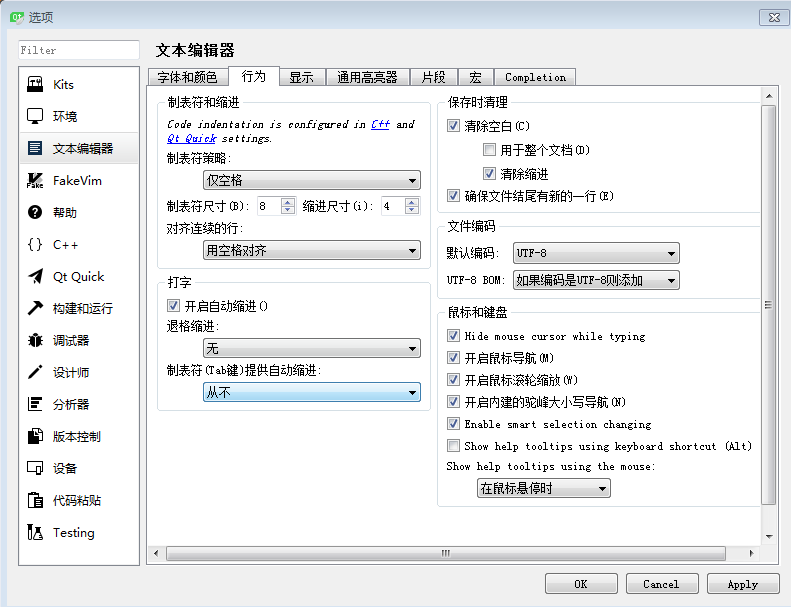 选项
Filter
Kits
环境
文本编辑器
FakeVim
帮助
{} C++
Qt Quick
构建和运行
调试器
设计师
分析器
版本控制
设备
代码粘贴
Testing
文本编辑器
字体和颜色 行为 显示 通用高亮器 片段 宏 Completion
制表符和缩进
Code indentation is configured in C++ and
Qt Quick settings.
制表符策略:
仅空格
制表符尺寸(B): 8 缩进尺寸(i): 4
对齐连续的行:
用空格对齐
打字
开启自动缩进()
退格缩进:
无
制表符(Tab键)提供自动缩进:
从不
保存时清理
清除空白(C)
用于整个文档(D)
清除缩进
确保文件结尾有新的一行(E)
文件编码
默认编码: UTF-8
UTF-8 BOM: 如果编码是UTF-8则添加
鼠标和键盘
Hide mouse cursor while typing
开启鼠标导航(M)
开启鼠标滚轮缩放(W)
开启内建的驼峰大小写导航(N)
Enable smart selection changing
Show help tooltips using keyboard shortcut (Alt)
Show help tooltips using the mouse:
在鼠标悬停时
OK Cancel Apply